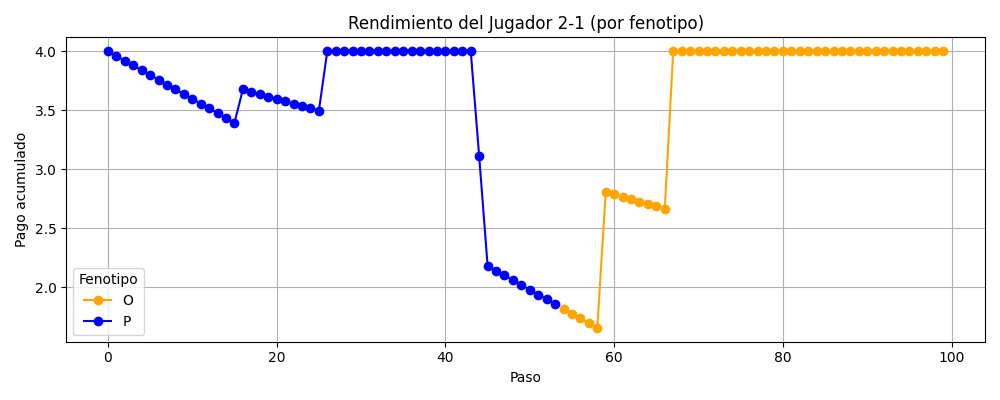 Rendimiento del Jugador 2-1 (por fenotipo)
Pago acumulado
4.0
3.5
3.0
2.5
2.0
Fenotipo
O
P
0 20 40 60 80 100
Paso